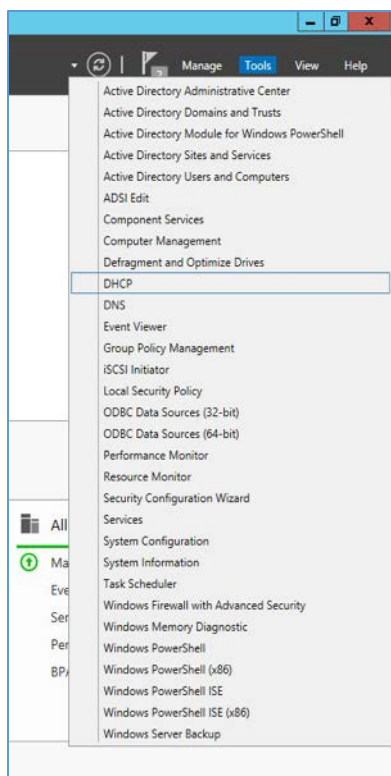 Manage Tools View Help
Active Directory Administrative Center
Active Directory Domains and Trusts
Active Directory Module for Windows PowerShell
Active Directory Sites and Services
Active Directory Users and Computers
ADSI Edit
Component Services
Computer Management
Defragment and Optimize Drives
DHCP
DNS
Event Viewer
Group Policy Management
iSCSI Initiator
Local Security Policy
ODBC Data Sources (32-bit)
ODBC Data Sources (64-bit)
Performance Monitor
Resource Monitor
Security Configuration Wizard
Services
System Configuration
System Information
Task Scheduler
Windows Firewall with Advanced Security
Windows Memory Diagnostic
Windows PowerShell
Windows PowerShell (x86)
Windows PowerShell ISE
Windows PowerShell ISE (x86)
Windows Server Backup
All
Ma
Eve
Ser
Per
BPA